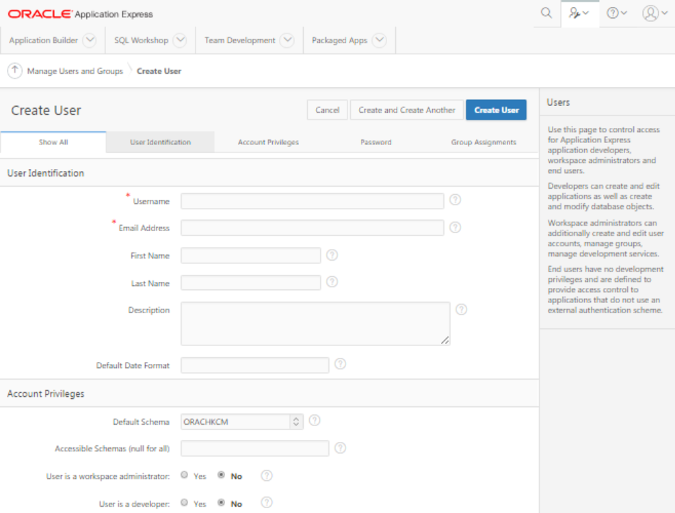 ORACLE Application Express
Application Builder SQL Workshop Team Development Packaged Apps
Manage Users and Groups Create User
Create User
Cancel Create and Create Another Create User
Show All User Identification Account Privileges Password Group Assignments
User Identification
* Username ?
* Email Address ?
First Name ?
Last Name ?
Description ?
Default Date Format ?
Account Privileges
Default Schema ORACHKCM ?
Accessible Schemas (null for all) ?
User is a workspace administrator: Yes No ?
User is a developer: Yes No ?
Users
Use this page to control access
for Application Express
application developers,
workspace administrators and
end users.
Developers can create and edit
applications as well as create
and modify database objects.
Workspace administrators can
additionally create and edit user
accounts, manage groups,
manage development services.
End users have no development
privileges and are defined to
provide access control to
applications that do not use an
external authentication scheme.